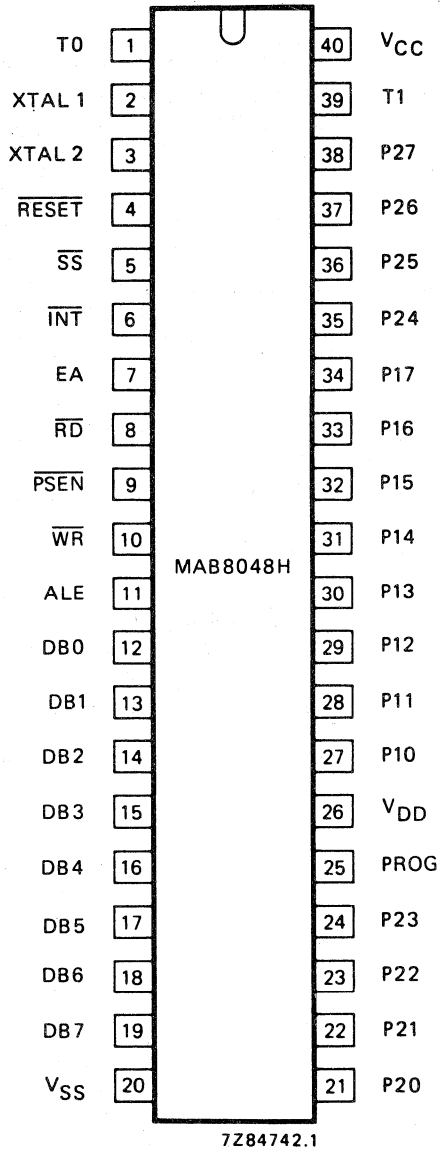 T0 1 40 VCC
XTAL 1 2 39 T1
XTAL 2 3 38 P27
RESET 4 37 P26
SS 5 36 P25
INT 6 35 P24
EA 7 34 P17
RD 8 33 P16
PSEN 9 32 P15
WR 10 31 P14
MAB8048H
ALE 11 30 P13
DB0 12 29 P12
DB1 13 28 P11
DB2 14 27 P10
DB3 15 26 VDD
DB4 16 25 PROG
DB5 17 24 P23
DB6 18 23 P22
DB7 19 22 P21
VSS 20 21 P20
7Z84742.1